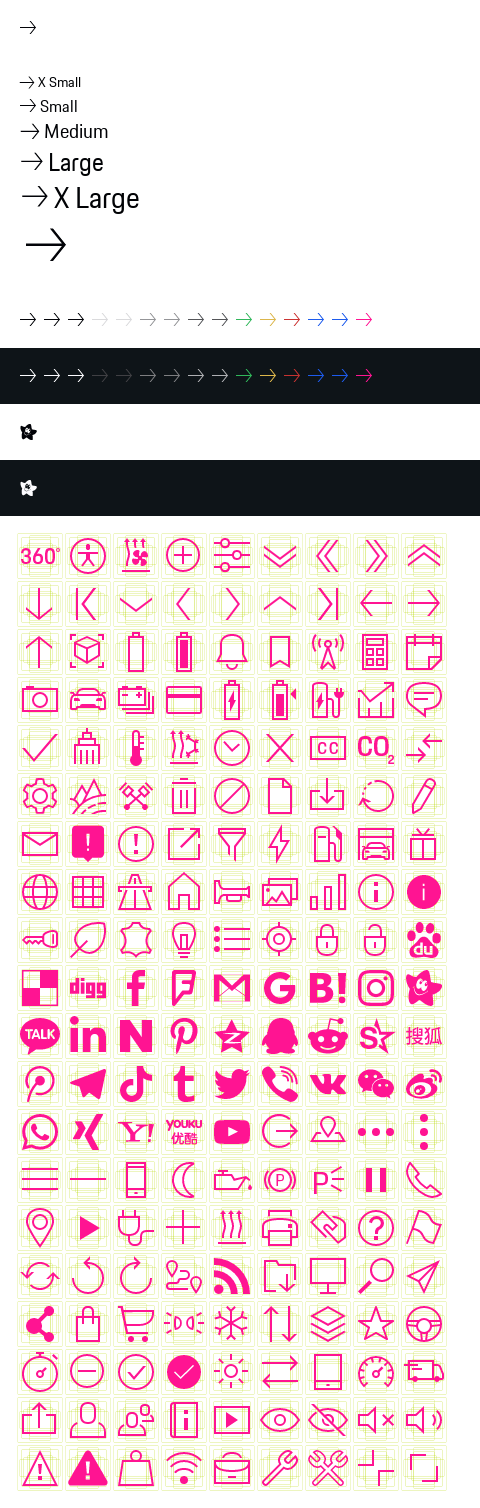 X Small
Small
Medium
Large
X Large
360°
CC
CO2
du
digg
B!
TALK
in
N
S
搜狐
Y!
YOUKU
优酷
P
P